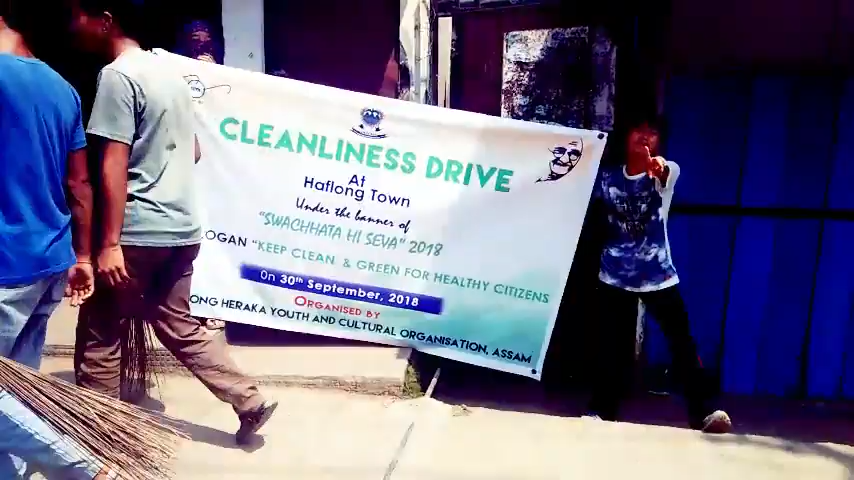 CLEANLINESS DRIVE
At
Haflong Town
Under the banner of
"SWACHHATA HI SEVA" 2018
OGAN "KEEP CLEAN & GREEN FOR HEALTHY CITIZENS
On 30th September, 2018
ORGANISED BY
ONG HERAKA YOUTH AND CULTURAL ORGANISATION, ASSAM